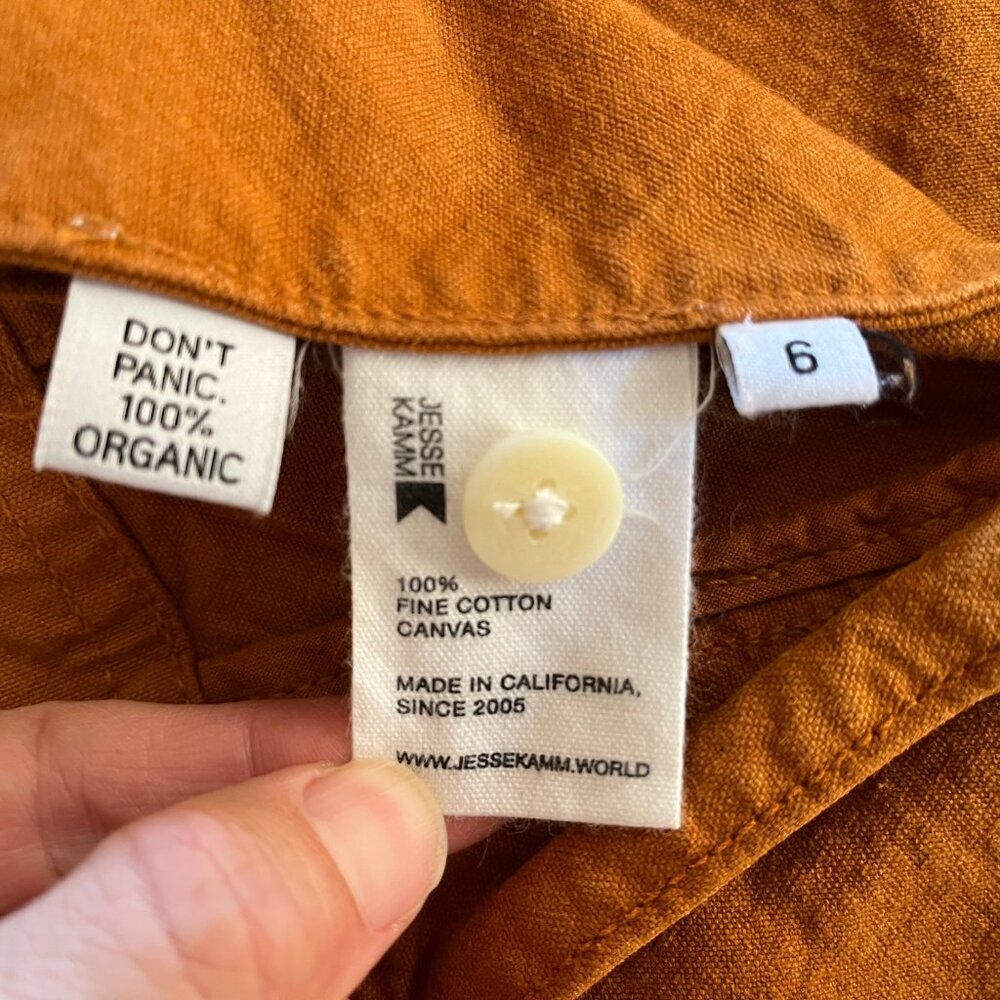 DON'T
PANIC.
100%
ORGANIC
JESSE
KAMM
100%
FINE COTTON
CANVAS
MADE IN CALIFORNIA,
SINCE 2005
WWW.JESSEKAMM.WORLD
6